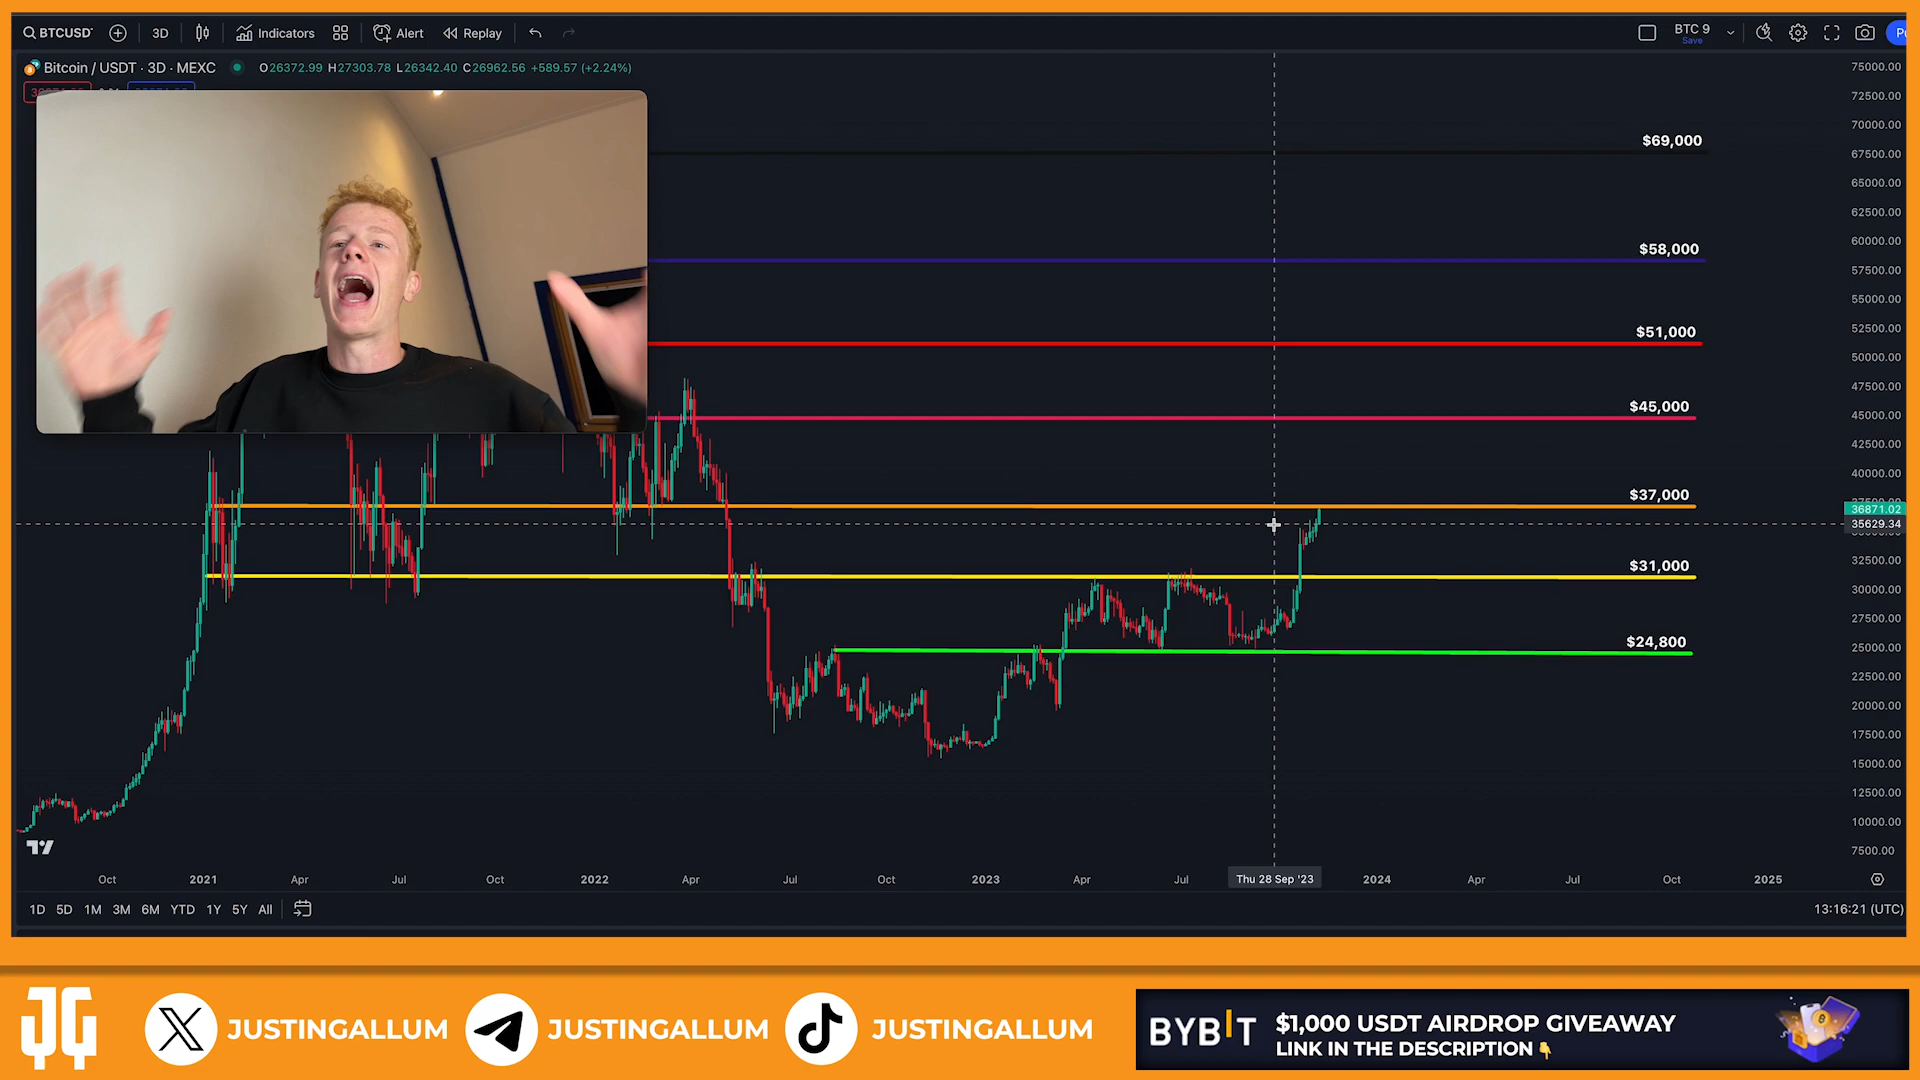 BTCUSD
3D
Indicators
Alert
Replay
BTC 9
Save
Bitcoin / USDT · 3D · MEXC
O26372.99 H27303.78 L26342.40 C26962.56 +589.57 (+2.24%)
75000.00
72500.00
70000.00
67500.00
65000.00
62500.00
60000.00
57500.00
55000.00
52500.00
50000.00
47500.00
45000.00
42500.00
40000.00
36871.02
35629.34
32500.00
30000.00
27500.00
25000.00
22500.00
20000.00
17500.00
15000.00
12500.00
10000.00
7500.00
$69,000
$58,000
$51,000
$45,000
$37,000
$31,000
$24,800
Oct 2021 Apr Jul Oct 2022 Apr Jul Oct 2023 Apr Jul Thu 28 Sep '23 2024 Apr Jul Oct 2025
1D 5D 1M 3M 6M YTD 1Y 5Y All
13:16:21 (UTC)
JG
JUSTINGALLUM
JUSTINGALLUM
JUSTINGALLUM
BYBIT
$1,000 USDT AIRDROP GIVEAWAY
LINK IN THE DESCRIPTION